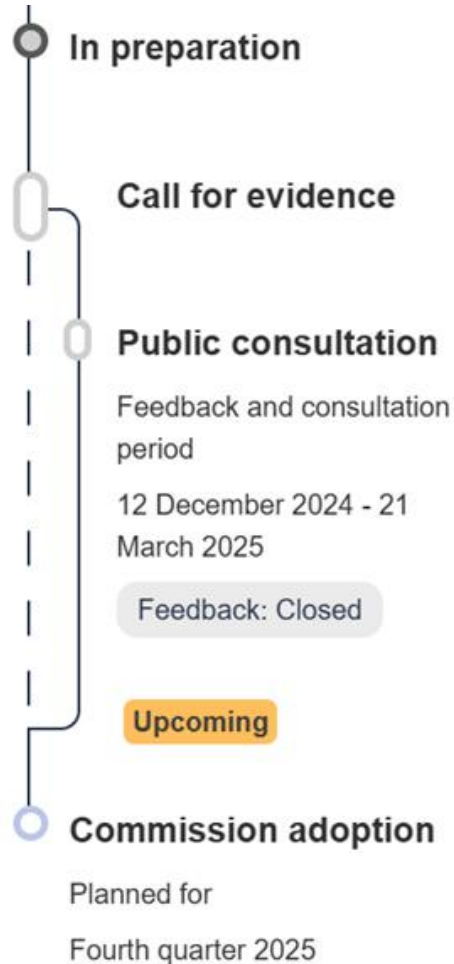 In preparation
Call for evidence
Public consultation
Feedback and consultation
period
12 December 2024 - 21
March 2025
Feedback: Closed
Upcoming
Commission adoption
Planned for
Fourth quarter 2025